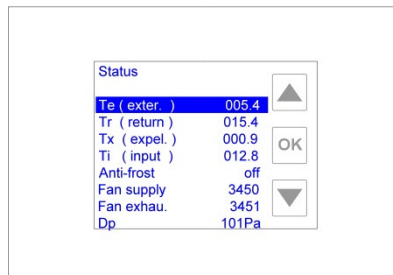 Status
Te ( exter. ) 005.4
Tr ( return ) 015.4
Tx ( expel. ) 000.9
Ti ( input ) 012.8
Anti-frost off
Fan supply 3450
Fan exhau. 3451
Dp 101Pa
OK